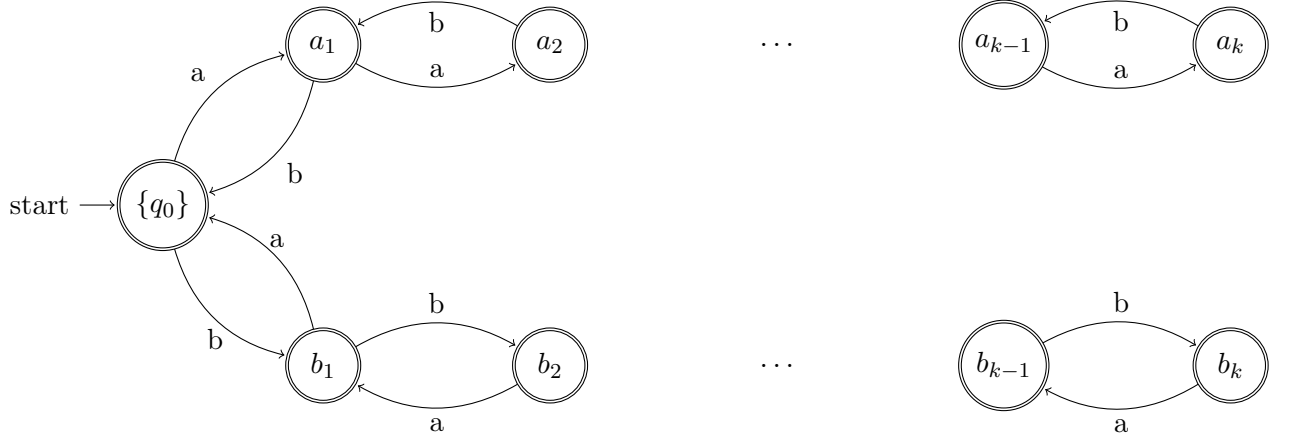 b
a₁ a₂ ⋯ aₖ₋₁ b aₖ
a a a
b
start {q₀}
a
b b b
b₁ b₂ ⋯ bₖ₋₁ bₖ
a a